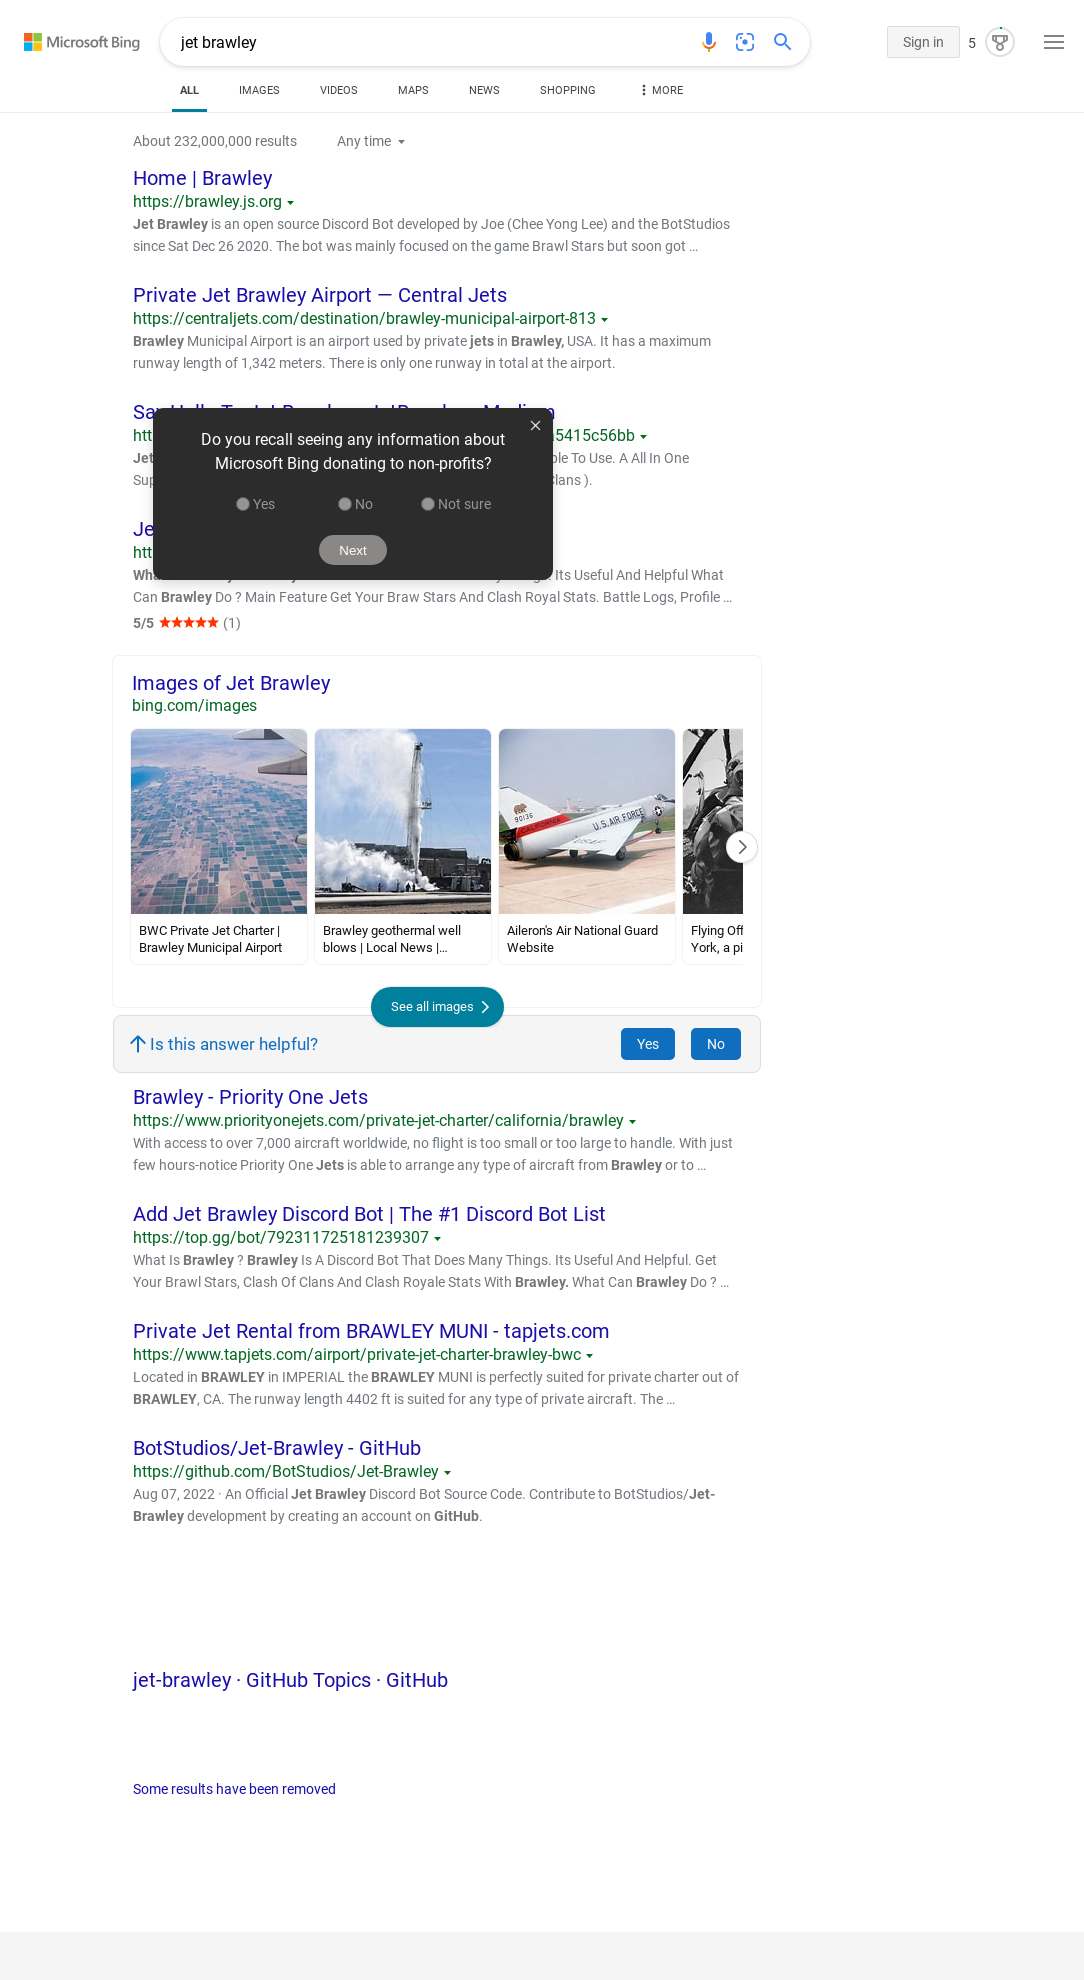 Microsoft Bing
jet brawley
Sign in
5
ALL
IMAGES
VIDEOS
MAPS
NEWS
SHOPPING
MORE
About 232,000,000 results
Any time
Home | Brawley
https://brawley.js.org
Jet Brawley is an open source Discord Bot developed by Joe (Chee Yong Lee) and the BotStudios
since Sat Dec 26 2020. The bot was mainly focused on the game Brawl Stars but soon got …
Private Jet Brawley Airport — Central Jets
https://centraljets.com/destination/brawley-municipal-airport-813
Brawley Municipal Airport is an airport used by private jets in Brawley, USA. It has a maximum
runway length of 1,342 meters. There is only one runway in total at the airport.
5415c56bb
Jet
To Use. A All In One
Clans ).
Do you recall seeing any information about
Microsoft Bing donating to non-profits?
Yes
No
Not sure
Next
Its Useful And Helpful What
Can Brawley Do ? Main Feature Get Your Braw Stars And Clash Royal Stats. Battle Logs, Profile …
5/5
(1)
Images of Jet Brawley
bing.com/images
90136
CALIFORNIA
U.S. AIR FORCE
USAF
BWC Private Jet Charter |
Brawley Municipal Airport
Brawley geothermal well
blows | Local News |…
Aileron's Air National Guard
Website
Flying Off
York, a pi
See all images
Is this answer helpful?
Yes
No
Brawley - Priority One Jets
https://www.priorityonejets.com/private-jet-charter/california/brawley
With access to over 7,000 aircraft worldwide, no flight is too small or too large to handle. With just
few hours-notice Priority One Jets is able to arrange any type of aircraft from Brawley or to …
Add Jet Brawley Discord Bot | The #1 Discord Bot List
https://top.gg/bot/792311725181239307
What Is Brawley ? Brawley Is A Discord Bot That Does Many Things. Its Useful And Helpful. Get
Your Brawl Stars, Clash Of Clans And Clash Royale Stats With Brawley. What Can Brawley Do ? …
Private Jet Rental from BRAWLEY MUNI - tapjets.com
https://www.tapjets.com/airport/private-jet-charter-brawley-bwc
Located in BRAWLEY in IMPERIAL the BRAWLEY MUNI is perfectly suited for private charter out of
BRAWLEY, CA. The runway length 4402 ft is suited for any type of private aircraft. The …
BotStudios/Jet-Brawley - GitHub
https://github.com/BotStudios/Jet-Brawley
Aug 07, 2022 · An Official Jet Brawley Discord Bot Source Code. Contribute to BotStudios/Jet-
Brawley development by creating an account on GitHub.
jet-brawley · GitHub Topics · GitHub
Some results have been removed